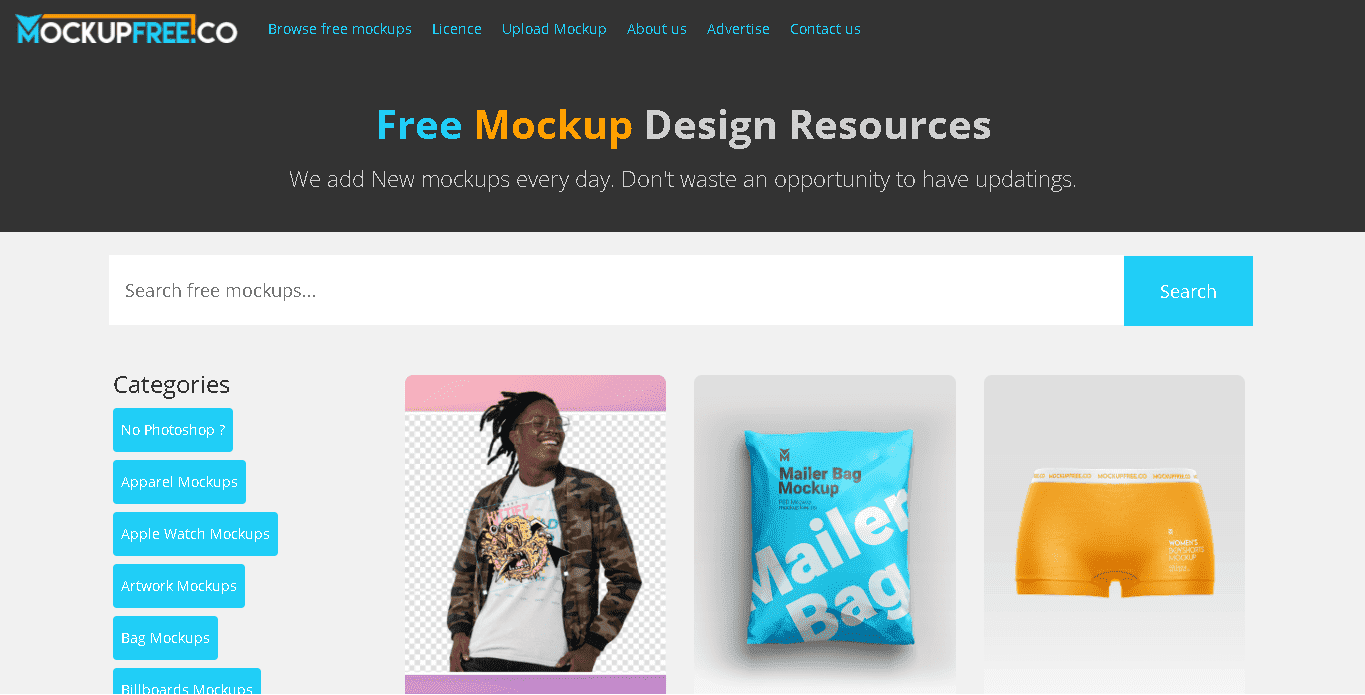 MOCKUPFREE.CO
Browse free mockups
Licence
Upload Mockup
About us
Advertise
Contact us
Free Mockup Design Resources
We add New mockups every day. Don't waste an opportunity to have updatings.
Search free mockups...
Search
Categories
No Photoshop ?
Apparel Mockups
Apple Watch Mockups
Artwork Mockups
Bag Mockups
Billboards Mockups
Mailer Bag
Mockup
Mailer
Bag
MOCKUPFREE.CO MOCKUPFREE.CO
WOMEN'S
BOYSHORTS
MOCKUP